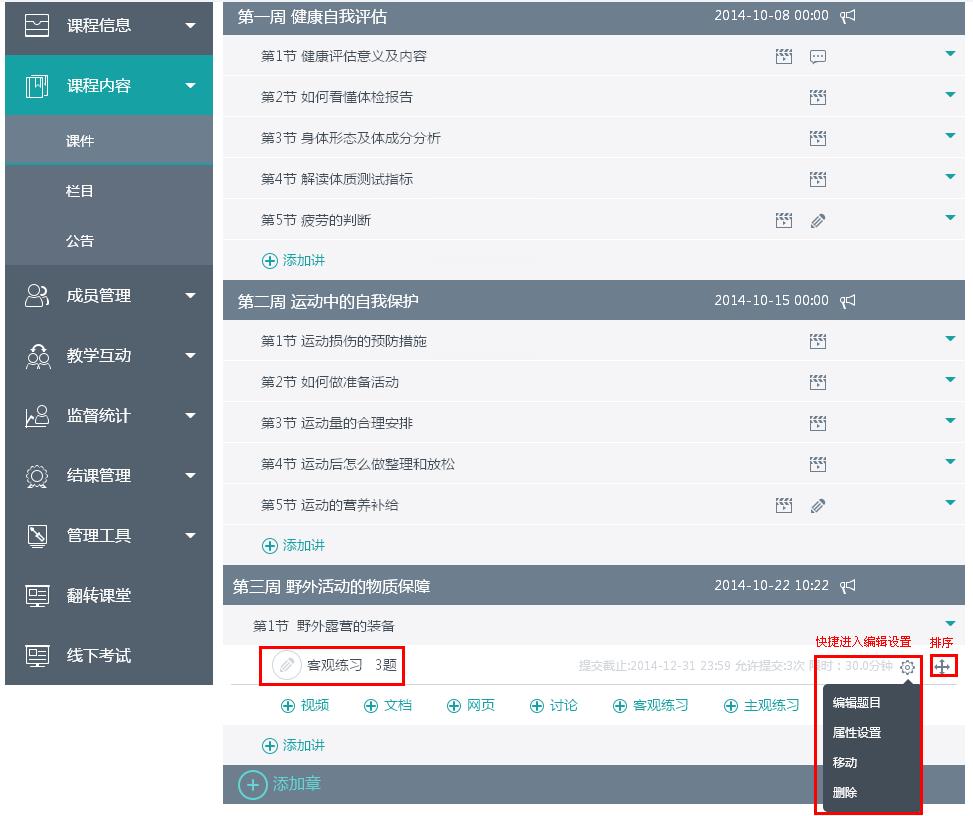 课程信息
课程内容
课件
栏目
公告
成员管理
教学互动
监督统计
结课管理
管理工具
翻转课堂
线下考试
第一周 健康自我评估 2014-10-08 00:00
第1节 健康评估意义及内容
第2节 如何看懂体检报告
第3节 身体形态及体成分分析
第4节 解读体质测试指标
第5节 疲劳的判断
添加讲
第二周 运动中的自我保护 2014-10-15 00:00
第1节 运动损伤的预防措施
第2节 如何做准备活动
第3节 运动量的合理安排
第4节 运动后怎么做整理和放松
第5节 运动的营养补给
添加讲
第三周 野外活动的物质保障 2014-10-22 10:22
第1节 野外露营的装备
快捷进入编辑设置 排序
客观练习 3题 提交截止:2014-12-31 23:59 允许提交:3次 限时：30.0分钟
视频 文档 网页 讨论 客观练习 主观练习
编辑题目
属性设置
移动
删除
添加讲
添加章